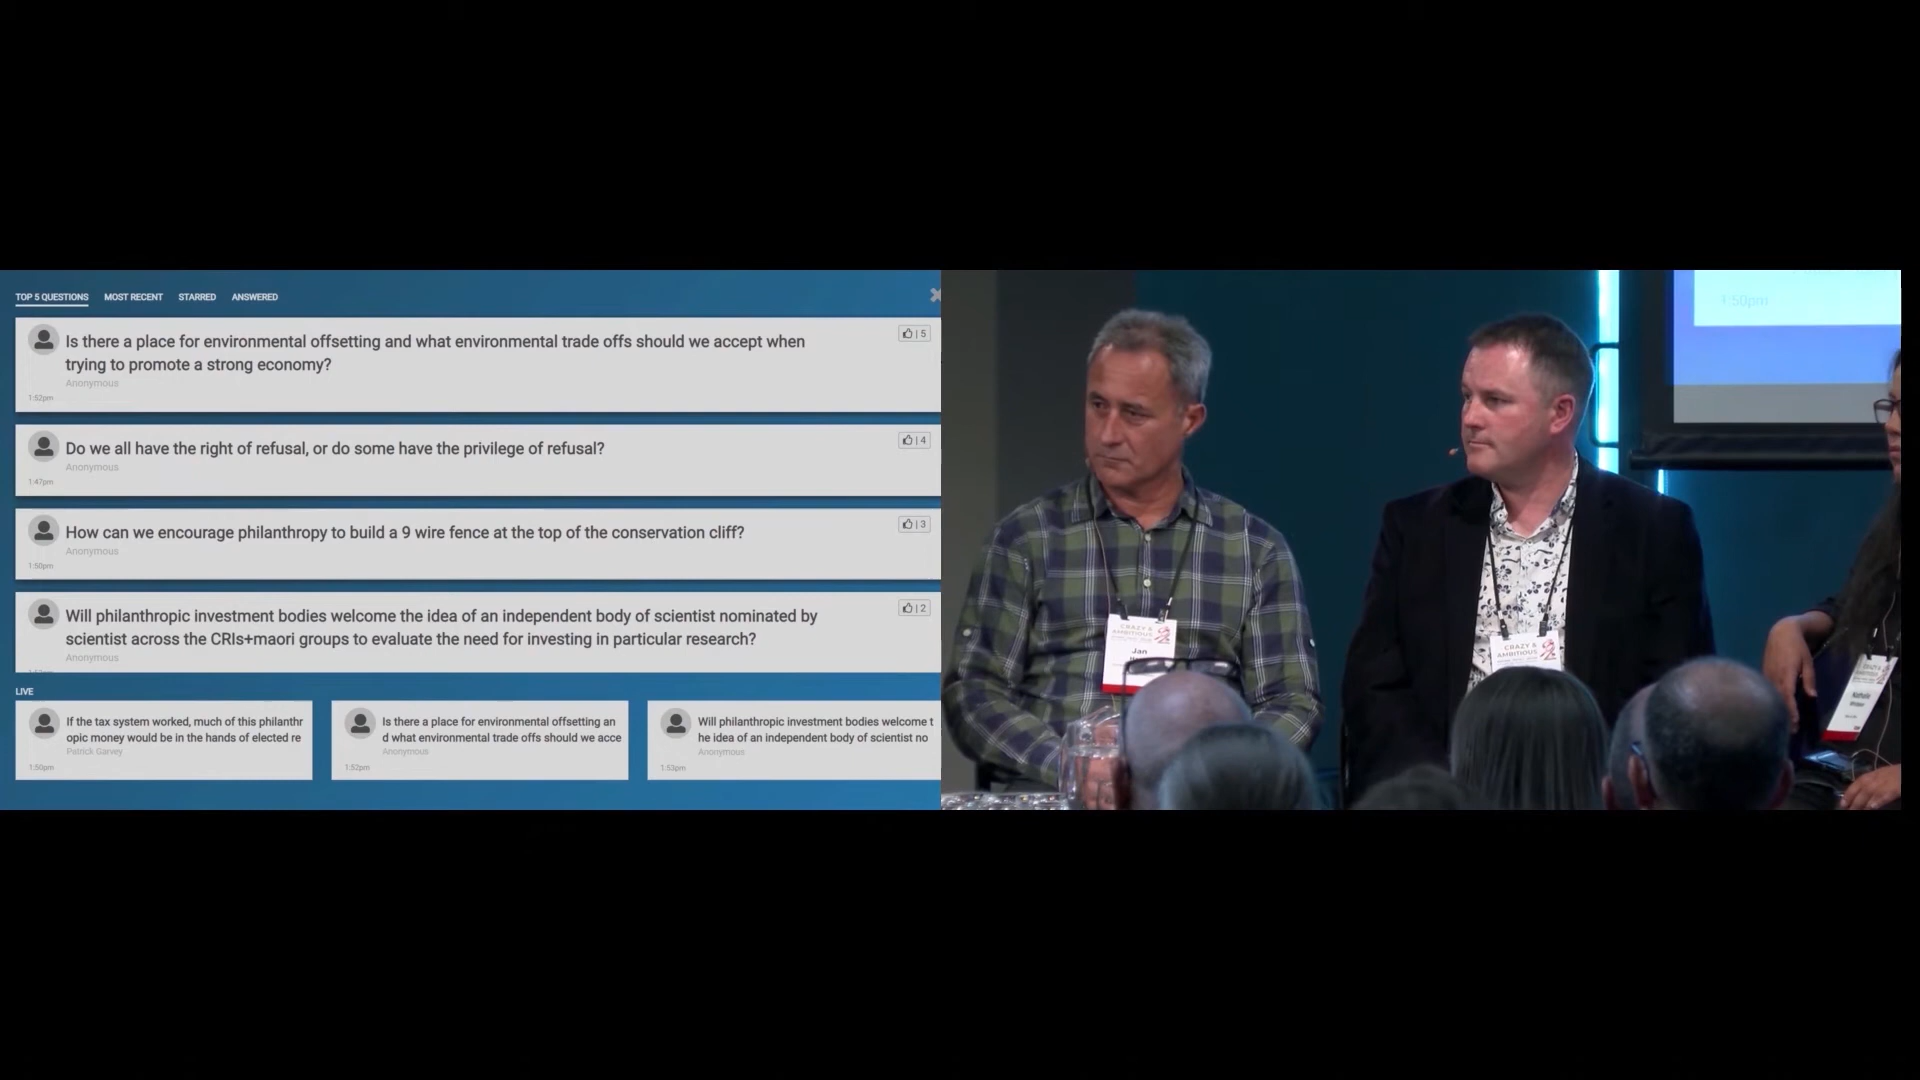 TOP 5 QUESTIONS MOST RECENT STARRED ANSWERED
Is there a place for environmental offsetting and what environmental trade offs should we accept when
trying to promote a strong economy?
Anonymous
1:52pm
5
Do we all have the right of refusal, or do some have the privilege of refusal?
Anonymous
1:47pm
4
How can we encourage philanthropy to build a 9 wire fence at the top of the conservation cliff?
Anonymous
1:50pm
3
Will philanthropic investment bodies welcome the idea of an independent body of scientist nominated by
scientist across the CRIs+maori groups to evaluate the need for investing in particular research?
Anonymous
2
LIVE
If the tax system worked, much of this philanthr
opic money would be in the hands of elected re
Patrick Garvey
1:50pm
Is there a place for environmental offsetting an
d what environmental trade offs should we acce
Anonymous
1:52pm
Will philanthropic investment bodies welcome t
he idea of an independent body of scientist no
Anonymous
1:53pm
1:50pm
CRAZY &
AMBITIOUS
Jan
CRAZY &
AMBITIOUS
Nathalie